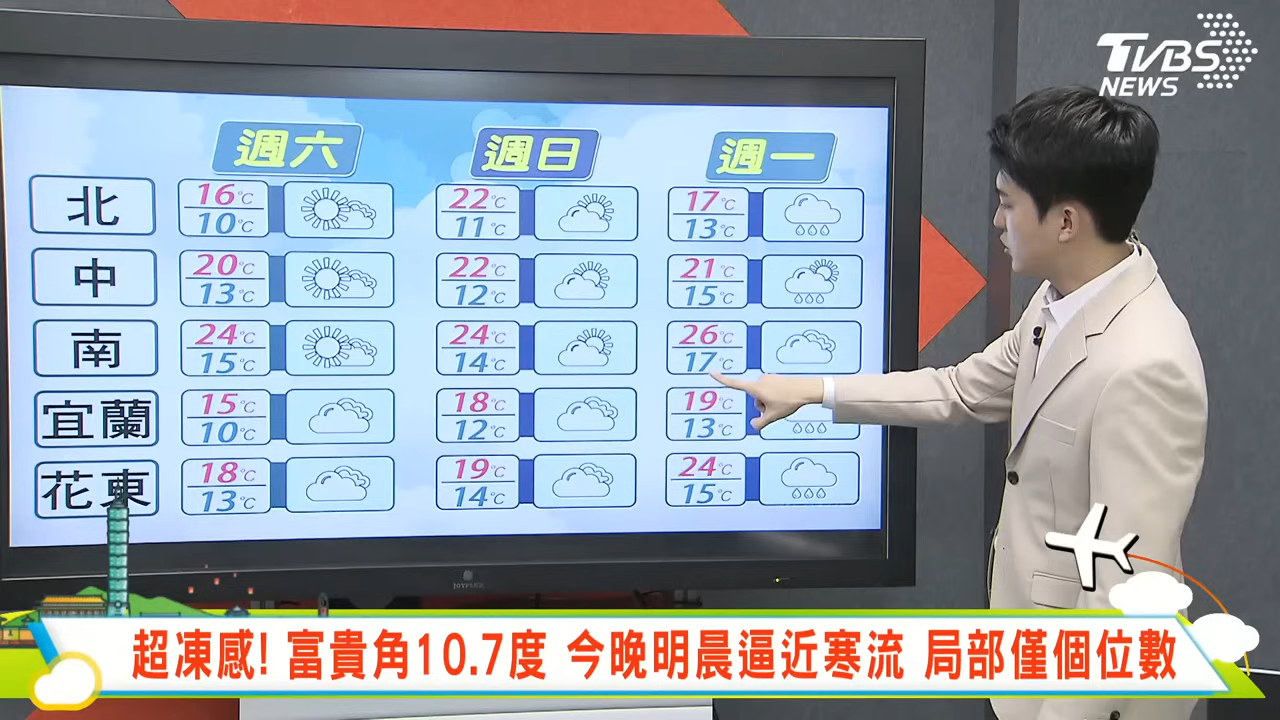 TVBS
NEWS
週六 週日 週一
北 16°C 10°C 22°C 11°C 17°C 13°C
中 20°C 13°C 22°C 12°C 21°C 15°C
南 24°C 15°C 24°C 14°C 26°C 17°C
宜蘭 15°C 10°C 18°C 12°C 19°C 13°C
花東 18°C 13°C 19°C 14°C 24°C 15°C
超凍感! 富貴角10.7度 今晚明晨逼近寒流 局部僅個位數